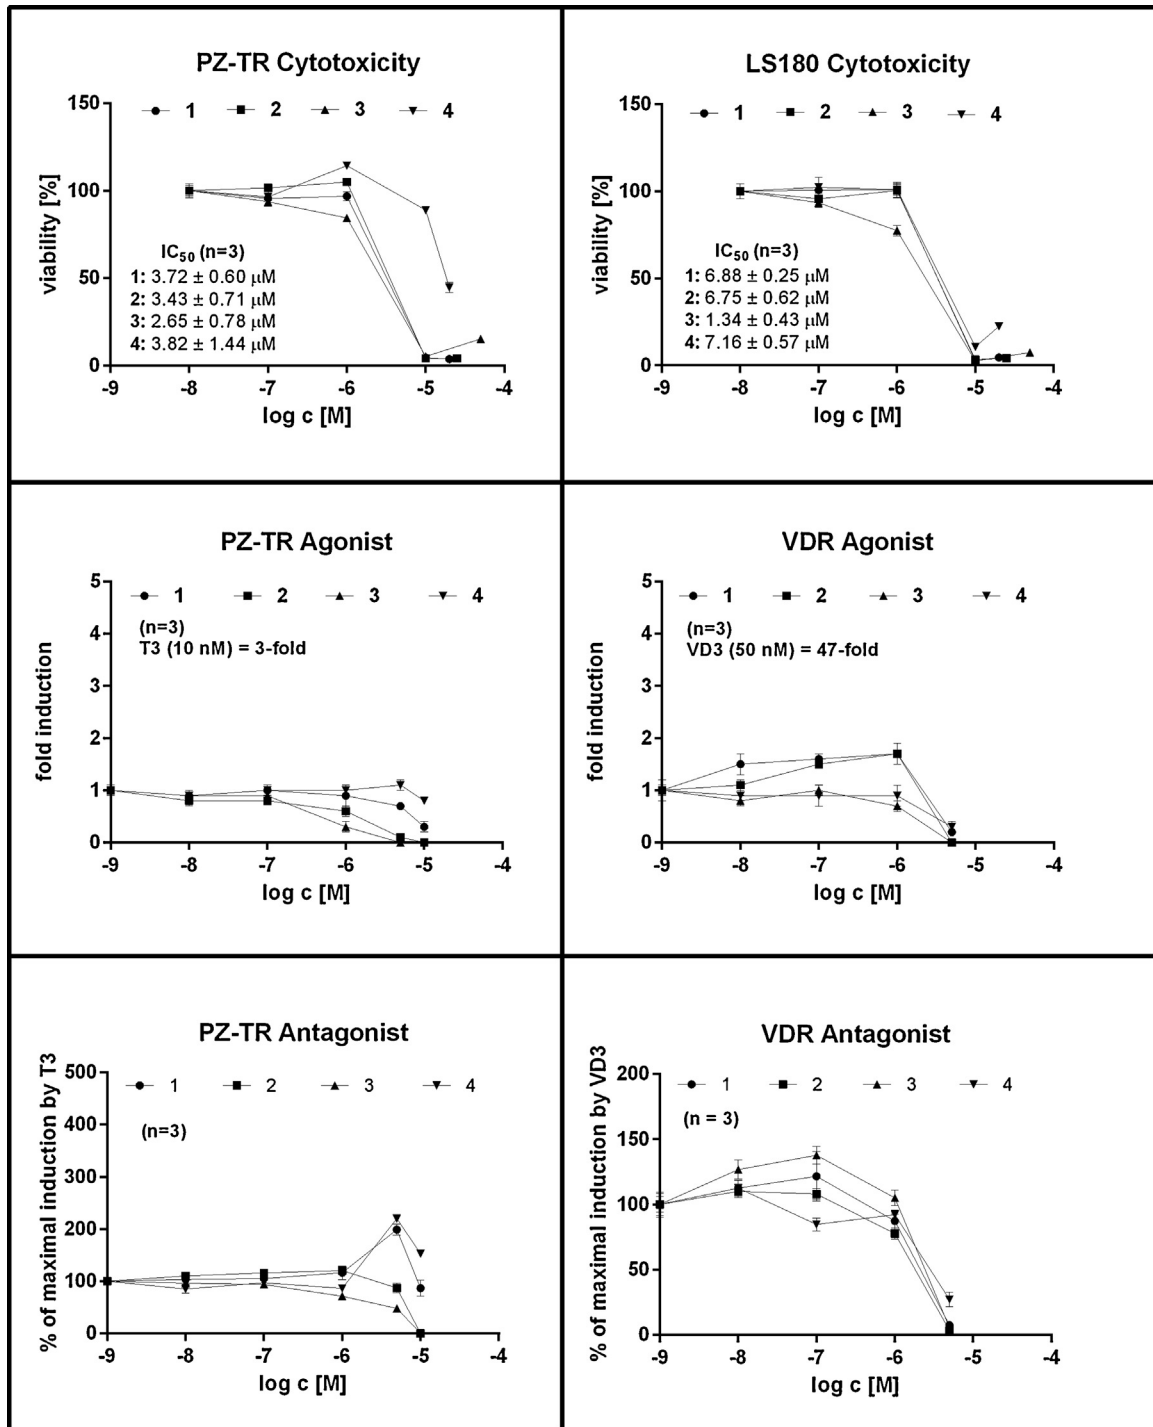 PZ-TR Cytotoxicity
1 2 3 4
150
100
50
0
viability [%]
IC50 (n=3)
1: 3.72 ± 0.60 µM
2: 3.43 ± 0.71 µM
3: 2.65 ± 0.78 µM
4: 3.82 ± 1.44 µM
-9 -8 -7 -6 -5 -4
log c [M]
LS180 Cytotoxicity
1 2 3 4
150
100
50
0
viability [%]
IC50 (n=3)
1: 6.88 ± 0.25 µM
2: 6.75 ± 0.62 µM
3: 1.34 ± 0.43 µM
4: 7.16 ± 0.57 µM
-9 -8 -7 -6 -5 -4
log c [M]
PZ-TR Agonist
1 2 3 4
(n=3)
T3 (10 nM) = 3-fold
5
4
3
2
1
0
fold induction
-9 -8 -7 -6 -5 -4
log c [M]
VDR Agonist
1 2 3 4
(n=3)
VD3 (50 nM) = 47-fold
5
4
3
2
1
0
fold induction
-9 -8 -7 -6 -5 -4
log c [M]
PZ-TR Antagonist
1 2 3 4
(n=3)
500
400
300
200
100
0
% of maximal induction by T3
-9 -8 -7 -6 -5 -4
log c [M]
VDR Antagonist
1 2 3 4
(n = 3)
200
150
100
50
0
% of maximal induction by VD3
-9 -8 -7 -6 -5 -4
log c [M]